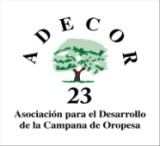 ADECOR
23
Asociación para el Desarrollo
de la Campana de Oropesa